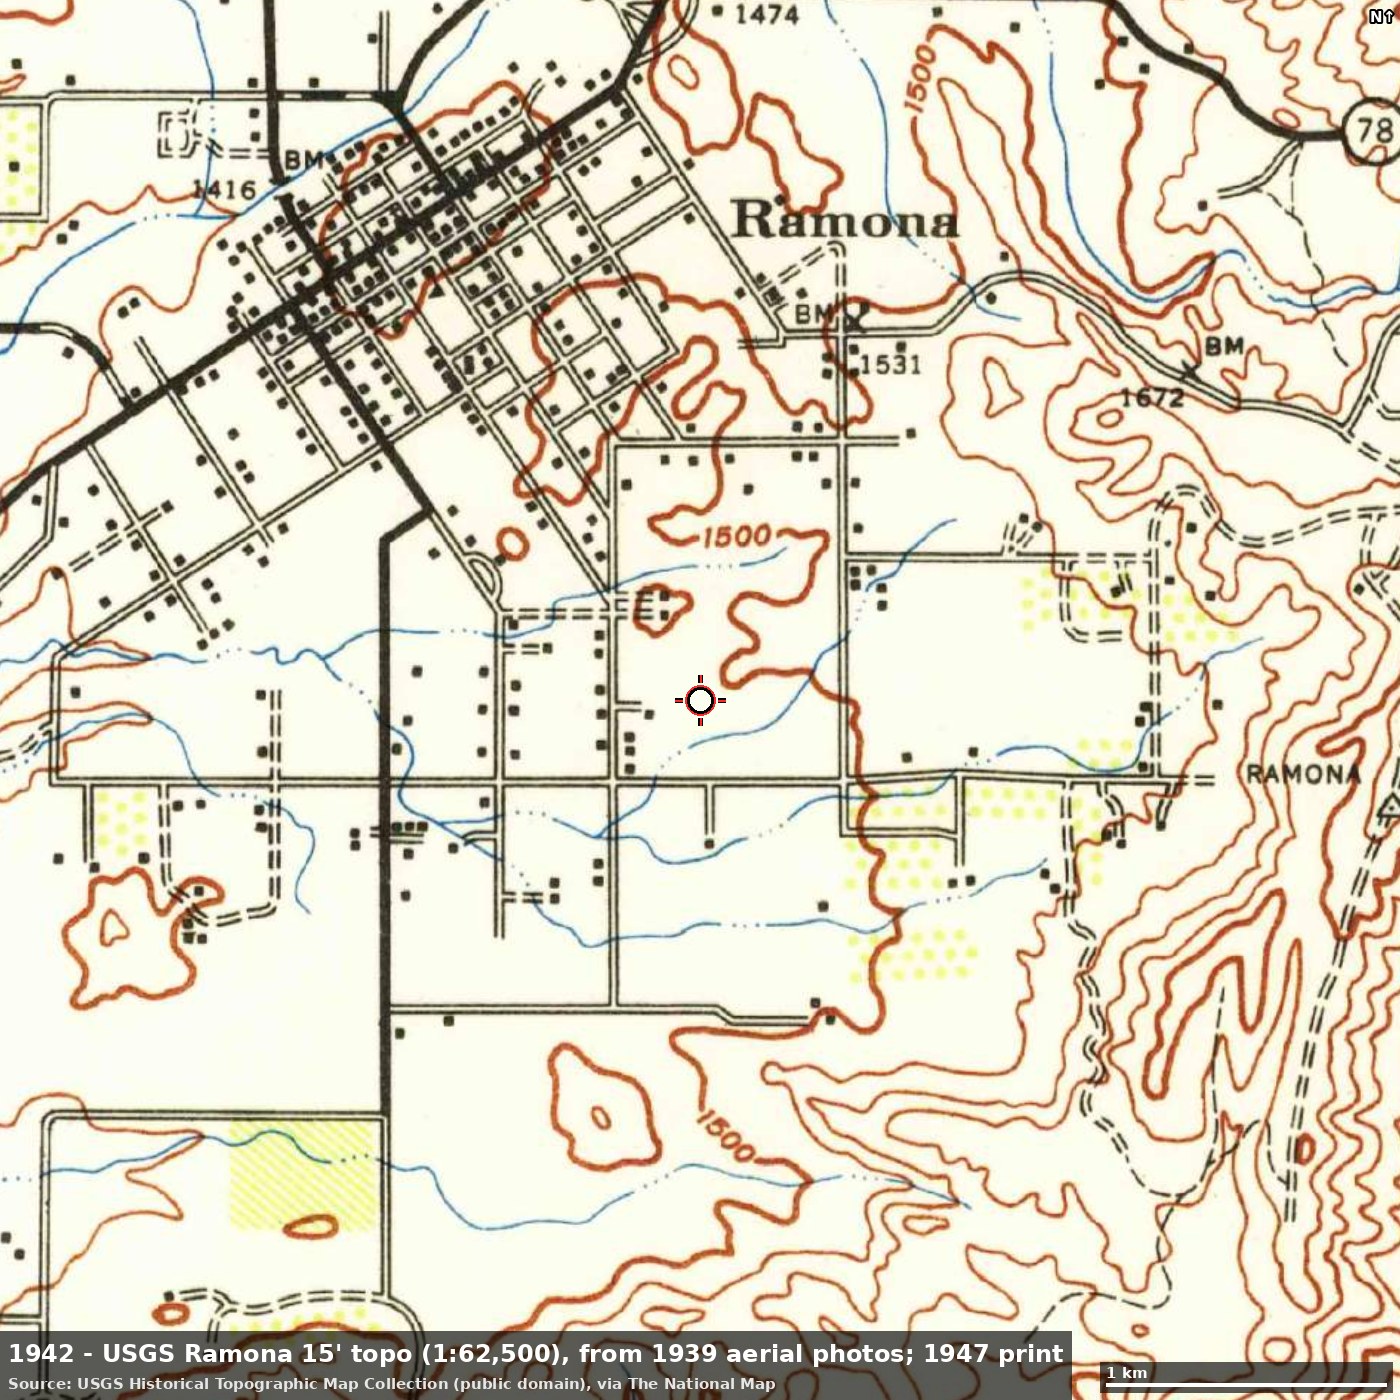 N↑
1474
1500
78
BM
1416
Ramona
BM
1531
BM
1672
1500
RAMONA
1500
1942 - USGS Ramona 15' topo (1:62,500), from 1939 aerial photos; 1947 print
Source: USGS Historical Topographic Map Collection (public domain), via The National Map
1 km